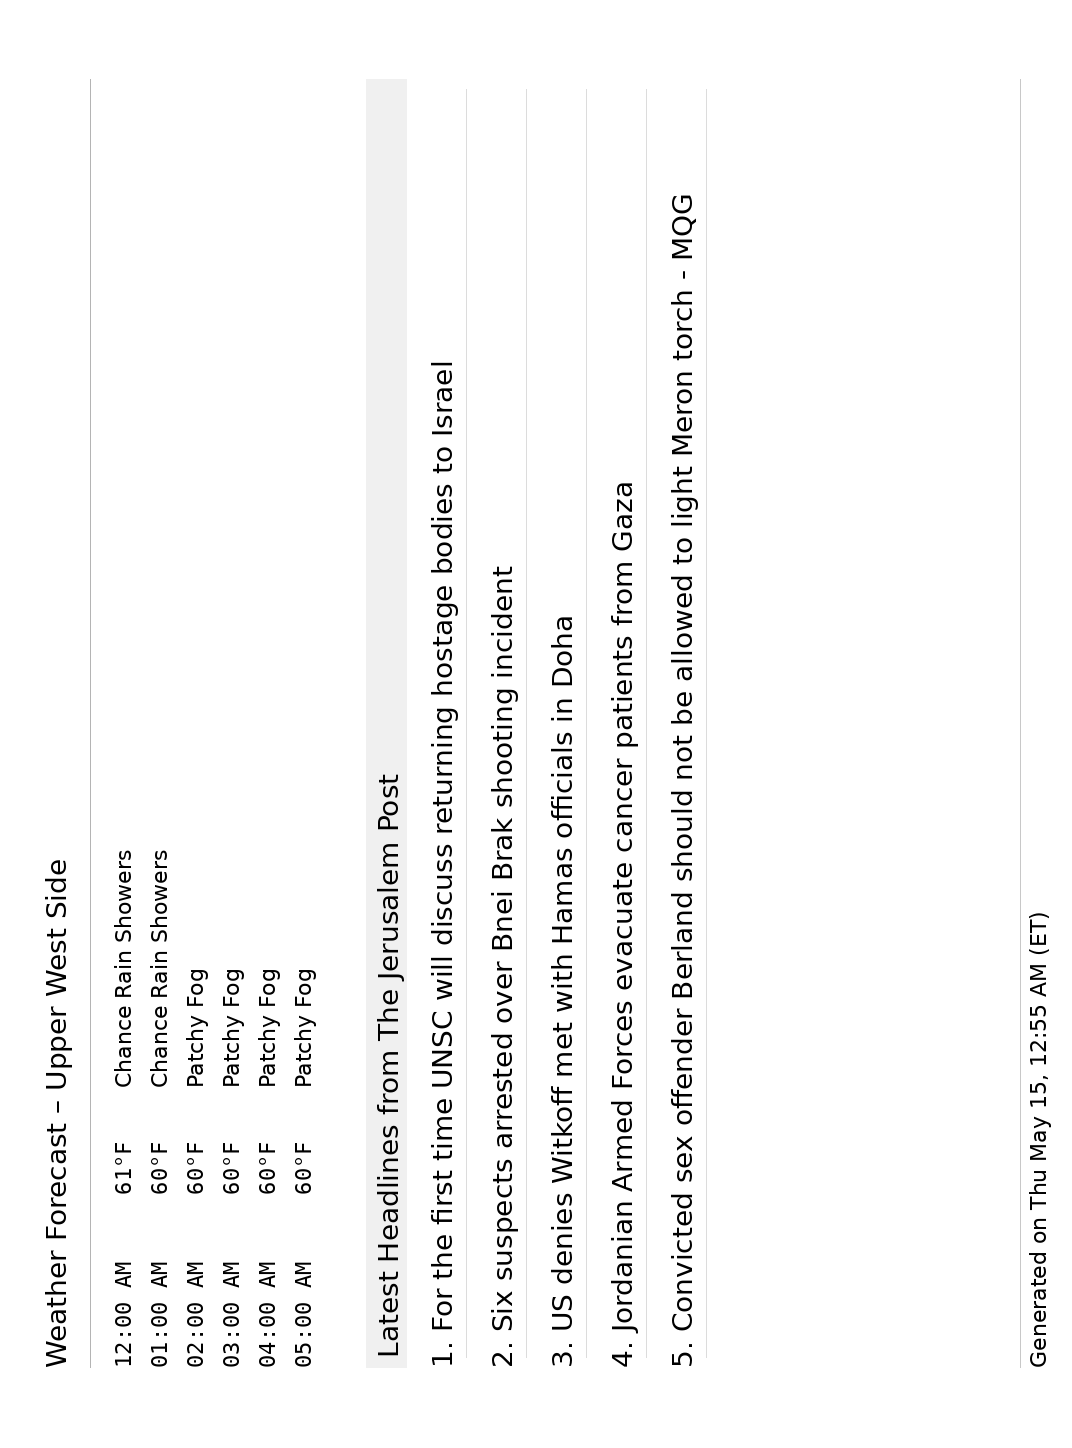 Weather Forecast – Upper West Side
12:00 AM 61°F Chance Rain Showers
01:00 AM 60°F Chance Rain Showers
02:00 AM 60°F Patchy Fog
03:00 AM 60°F Patchy Fog
04:00 AM 60°F Patchy Fog
05:00 AM 60°F Patchy Fog
Latest Headlines from The Jerusalem Post
1. For the first time UNSC will discuss returning hostage bodies to Israel
2. Six suspects arrested over Bnei Brak shooting incident
3. US denies Witkoff met with Hamas officials in Doha
4. Jordanian Armed Forces evacuate cancer patients from Gaza
5. Convicted sex offender Berland should not be allowed to light Meron torch - MQG
Generated on Thu May 15, 12:55 AM (ET)